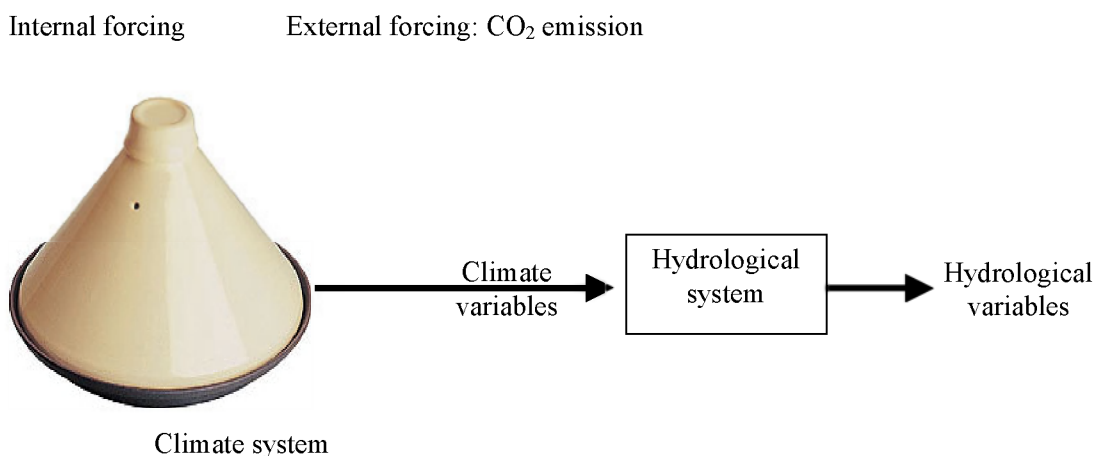 Internal forcing
External forcing: CO₂ emission
Climate
variables
Hydrological
system
Hydrological
variables
Climate system